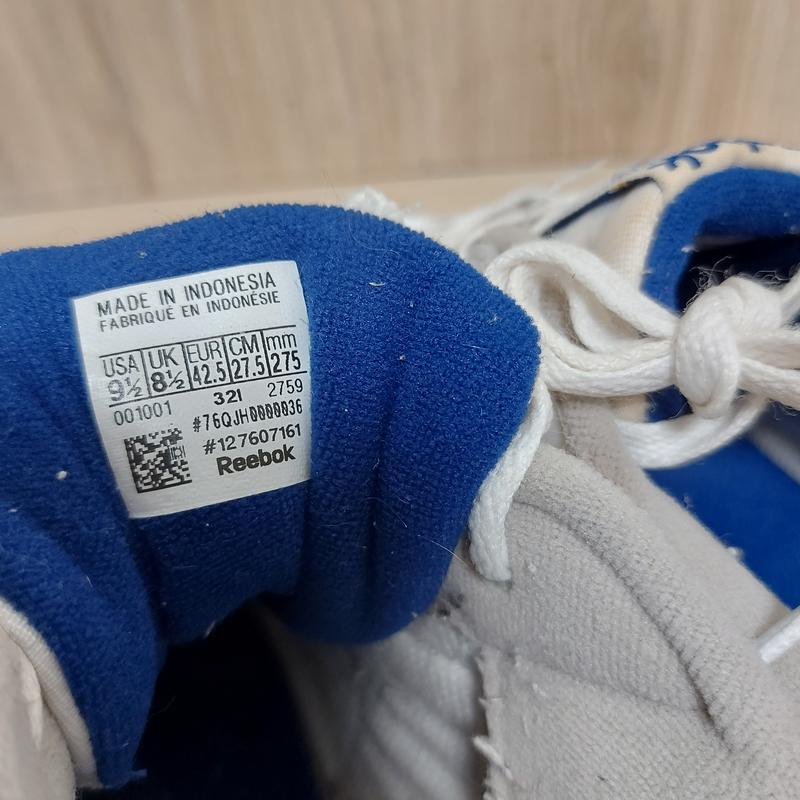 MADE IN INDONESIA
FABRIQUÉ EN INDONÉSIE
USA UK EUR CM mm
9½ 8½ 42.5 27.5 275
32I 2759
001001 #76QJH0000036
#127607161
Reebok